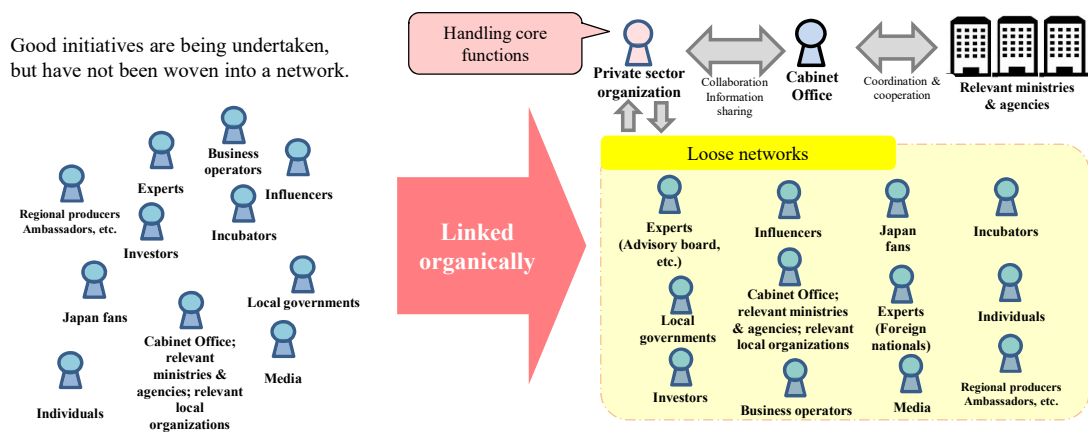 Good initiatives are being undertaken,
but have not been woven into a network.
Business
operators
Experts
Influencers
Regional producers
Ambassadors, etc.
Incubators
Investors
Local governments
Japan fans
Cabinet Office;
relevant
ministries &
agencies; relevant
local
organizations
Media
Individuals
Linked
organically
Handling core
functions
Private sector
organization
Collaboration
Information
sharing
Cabinet
Office
Coordination &
cooperation
Relevant ministries
& agencies
Loose networks
Experts
(Advisory board,
etc.)
Influencers
Japan
fans
Incubators
Local
governments
Cabinet Office;
relevant ministries
& agencies; relevant
local organizations
Experts
(Foreign
nationals)
Individuals
Investors
Business operators
Media
Regional producers
Ambassadors, etc.